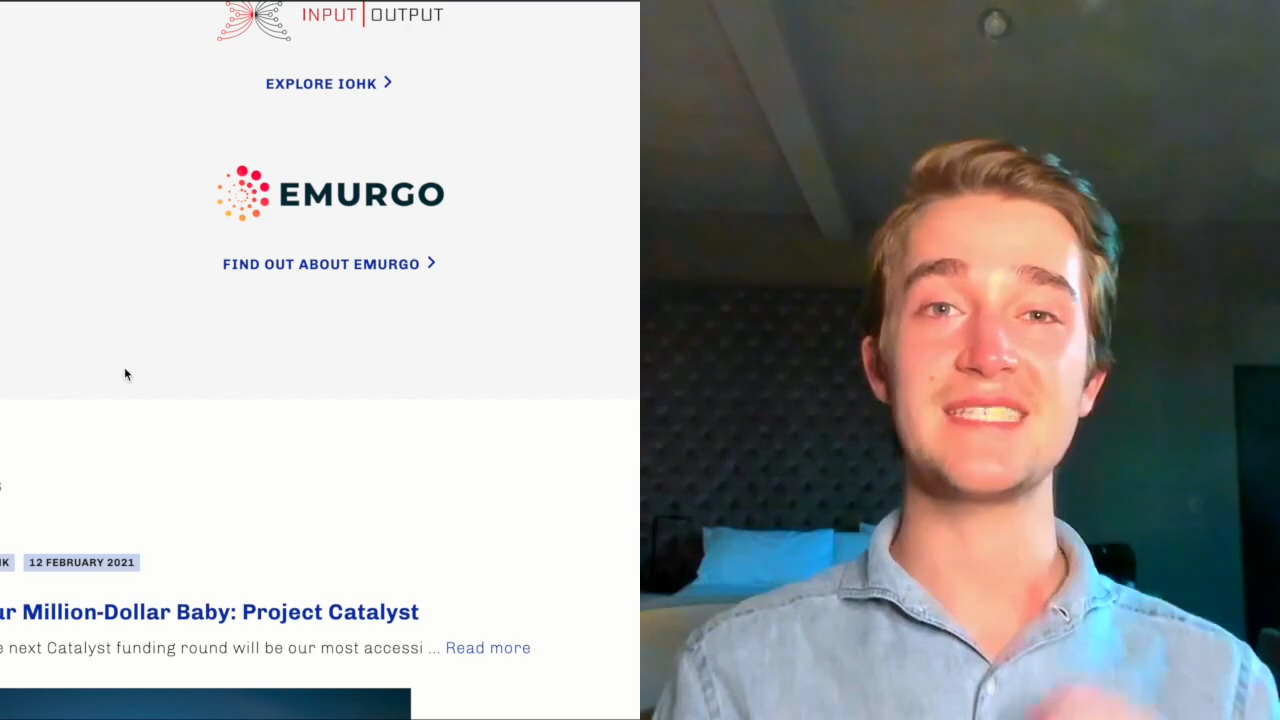 INPUT | OUTPUT
EXPLORE IOHK
EMURGO
FIND OUT ABOUT EMURGO
12 FEBRUARY 2021
Million-Dollar Baby: Project Catalyst
next Catalyst funding round will be our most accessi ... Read more